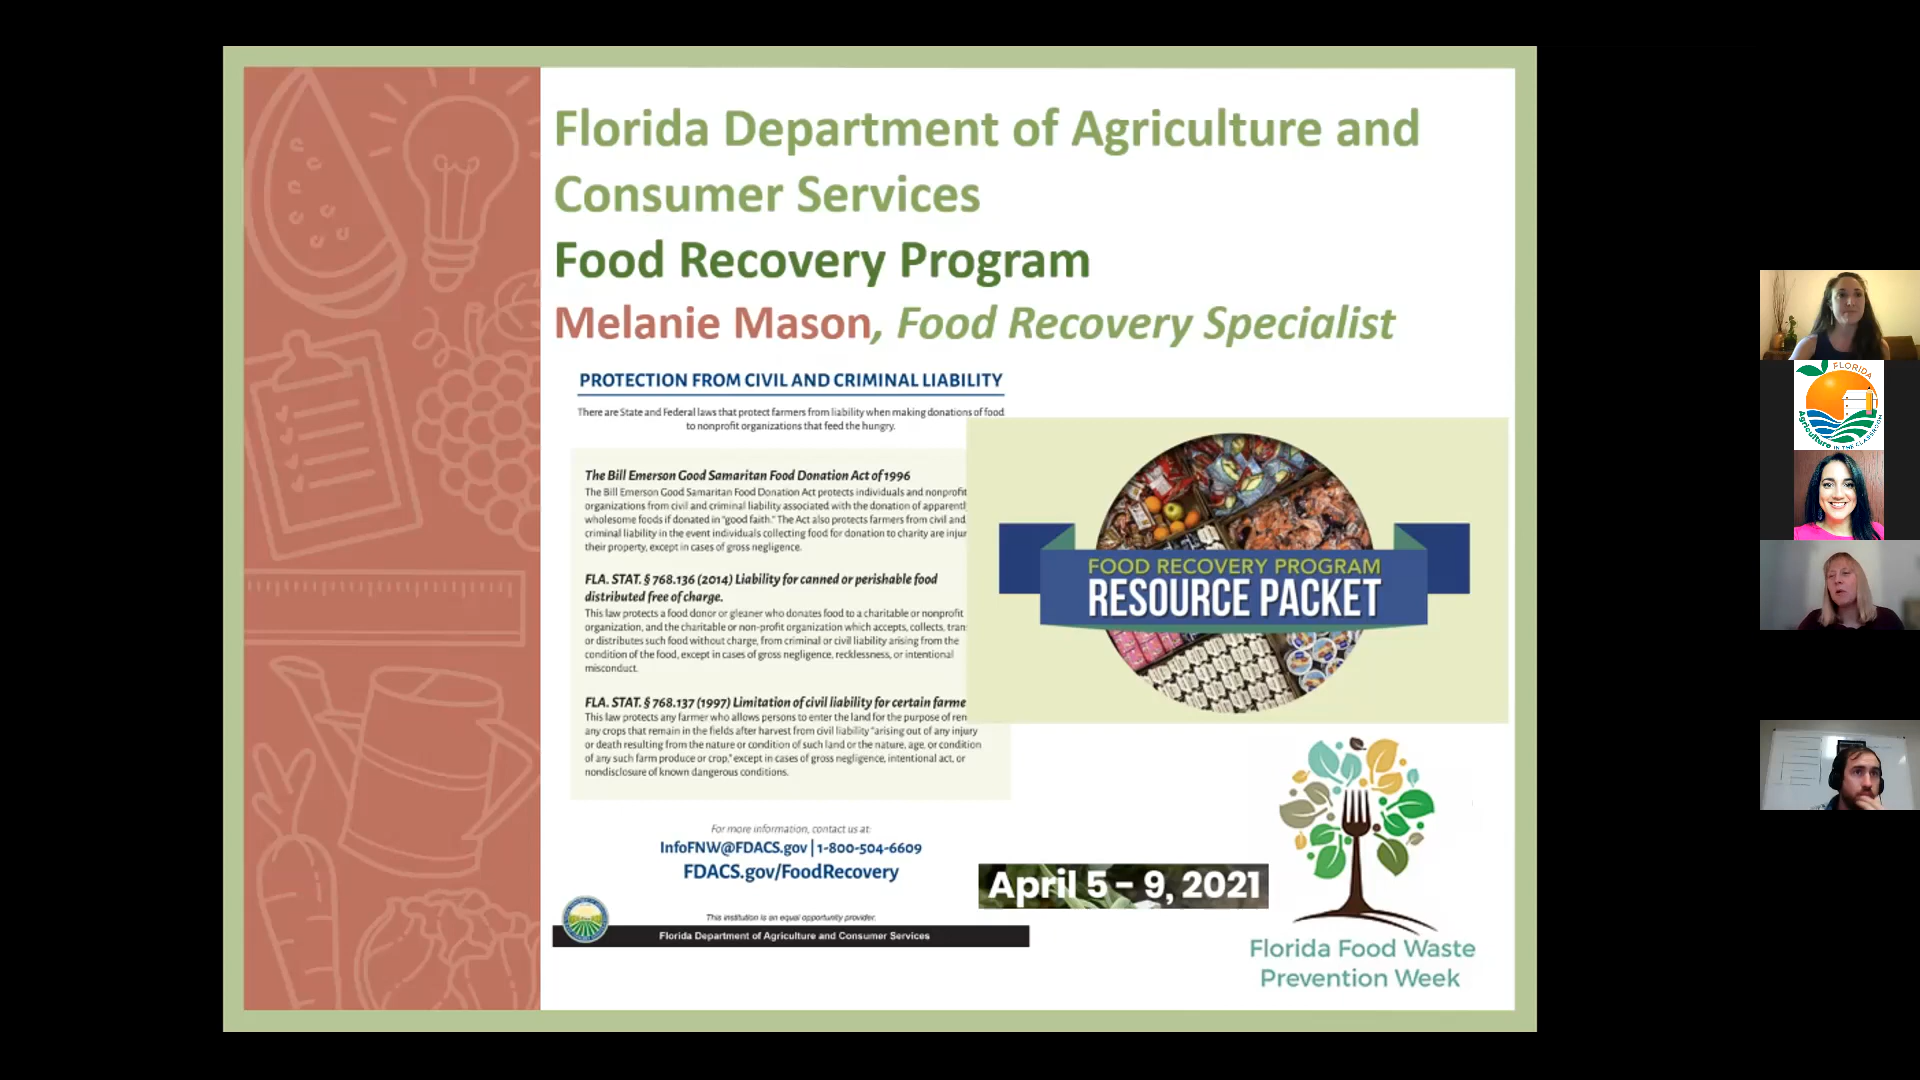 Florida Department of Agriculture and
Consumer Services
Food Recovery Program
Melanie Mason, Food Recovery Specialist
PROTECTION FROM CIVIL AND CRIMINAL LIABILITY
There are State and Federal laws that protect farmers from liability when making donations of food
to nonprofit organizations that feed the hungry.
The Bill Emerson Good Samaritan Food Donation Act of 1996
The Bill Emerson Good Samaritan Food Donation Act protects individuals and nonprofit
organizations from civil and criminal liability associated with the donation of apparent
wholesome foods if donated in "good faith." The Act also protects farmers from civil and
criminal liability in the event individuals collecting food for donation to charity are injur
their property, except in cases of gross negligence.
FLA. STAT. § 768.136 (2014) Liability for canned or perishable food
distributed free of charge.
This law protects a food donor or gleaner who donates food to a charitable or nonprofit
organization, and the charitable or non-profit organization which accepts, collects, tran
or distributes such food without charge, from criminal or civil liability arising from the
condition of the food, except in cases of gross negligence, recklessness, or intentional
misconduct.
FLA. STAT. § 768.137 (1997) Limitation of civil liability for certain farme
This law protects any farmer who allows persons to enter the land for the purpose of rem
any crops that remain in the fields after harvest from civil liability "arising out of any injury
or death resulting from the nature or condition of such land or the nature, age, or condition
of any such farm produce or crop," except in cases of gross negligence, intentional act, or
nondisclosure of known dangerous conditions.
For more information, contact us at:
InfoFNW@FDACS.gov | 1-800-504-6609
FDACS.gov/FoodRecovery
This institution is an equal opportunity provider.
Florida Department of Agriculture and Consumer Services
FOOD RECOVERY PROGRAM
RESOURCE PACKET
April 5 – 9, 2021
Florida Food Waste
Prevention Week
FLORIDA
Agriculture IN THE CLASSROOM